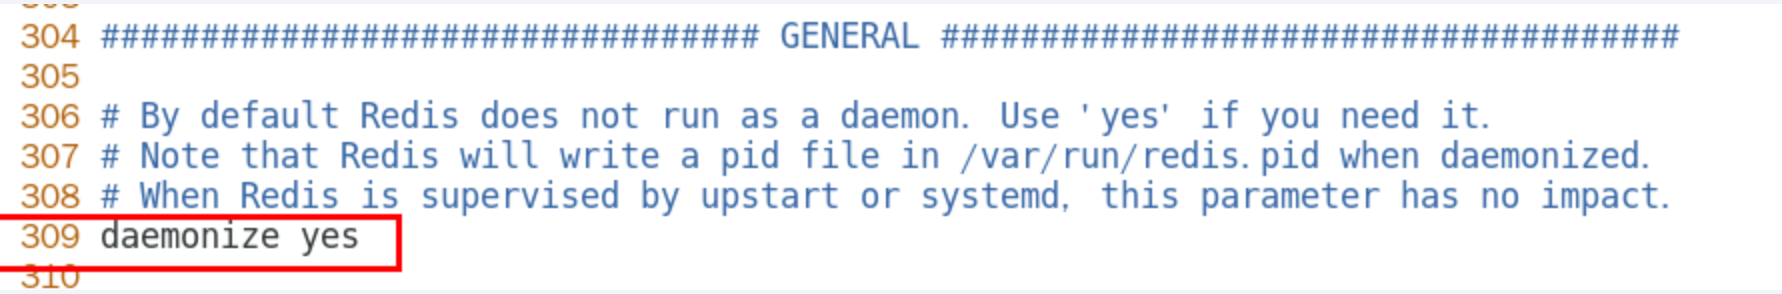 304 ################################# GENERAL #####################################
305
306 # By default Redis does not run as a daemon. Use 'yes' if you need it.
307 # Note that Redis will write a pid file in /var/run/redis.pid when daemonized.
308 # When Redis is supervised by upstart or systemd, this parameter has no impact.
309 daemonize yes
310